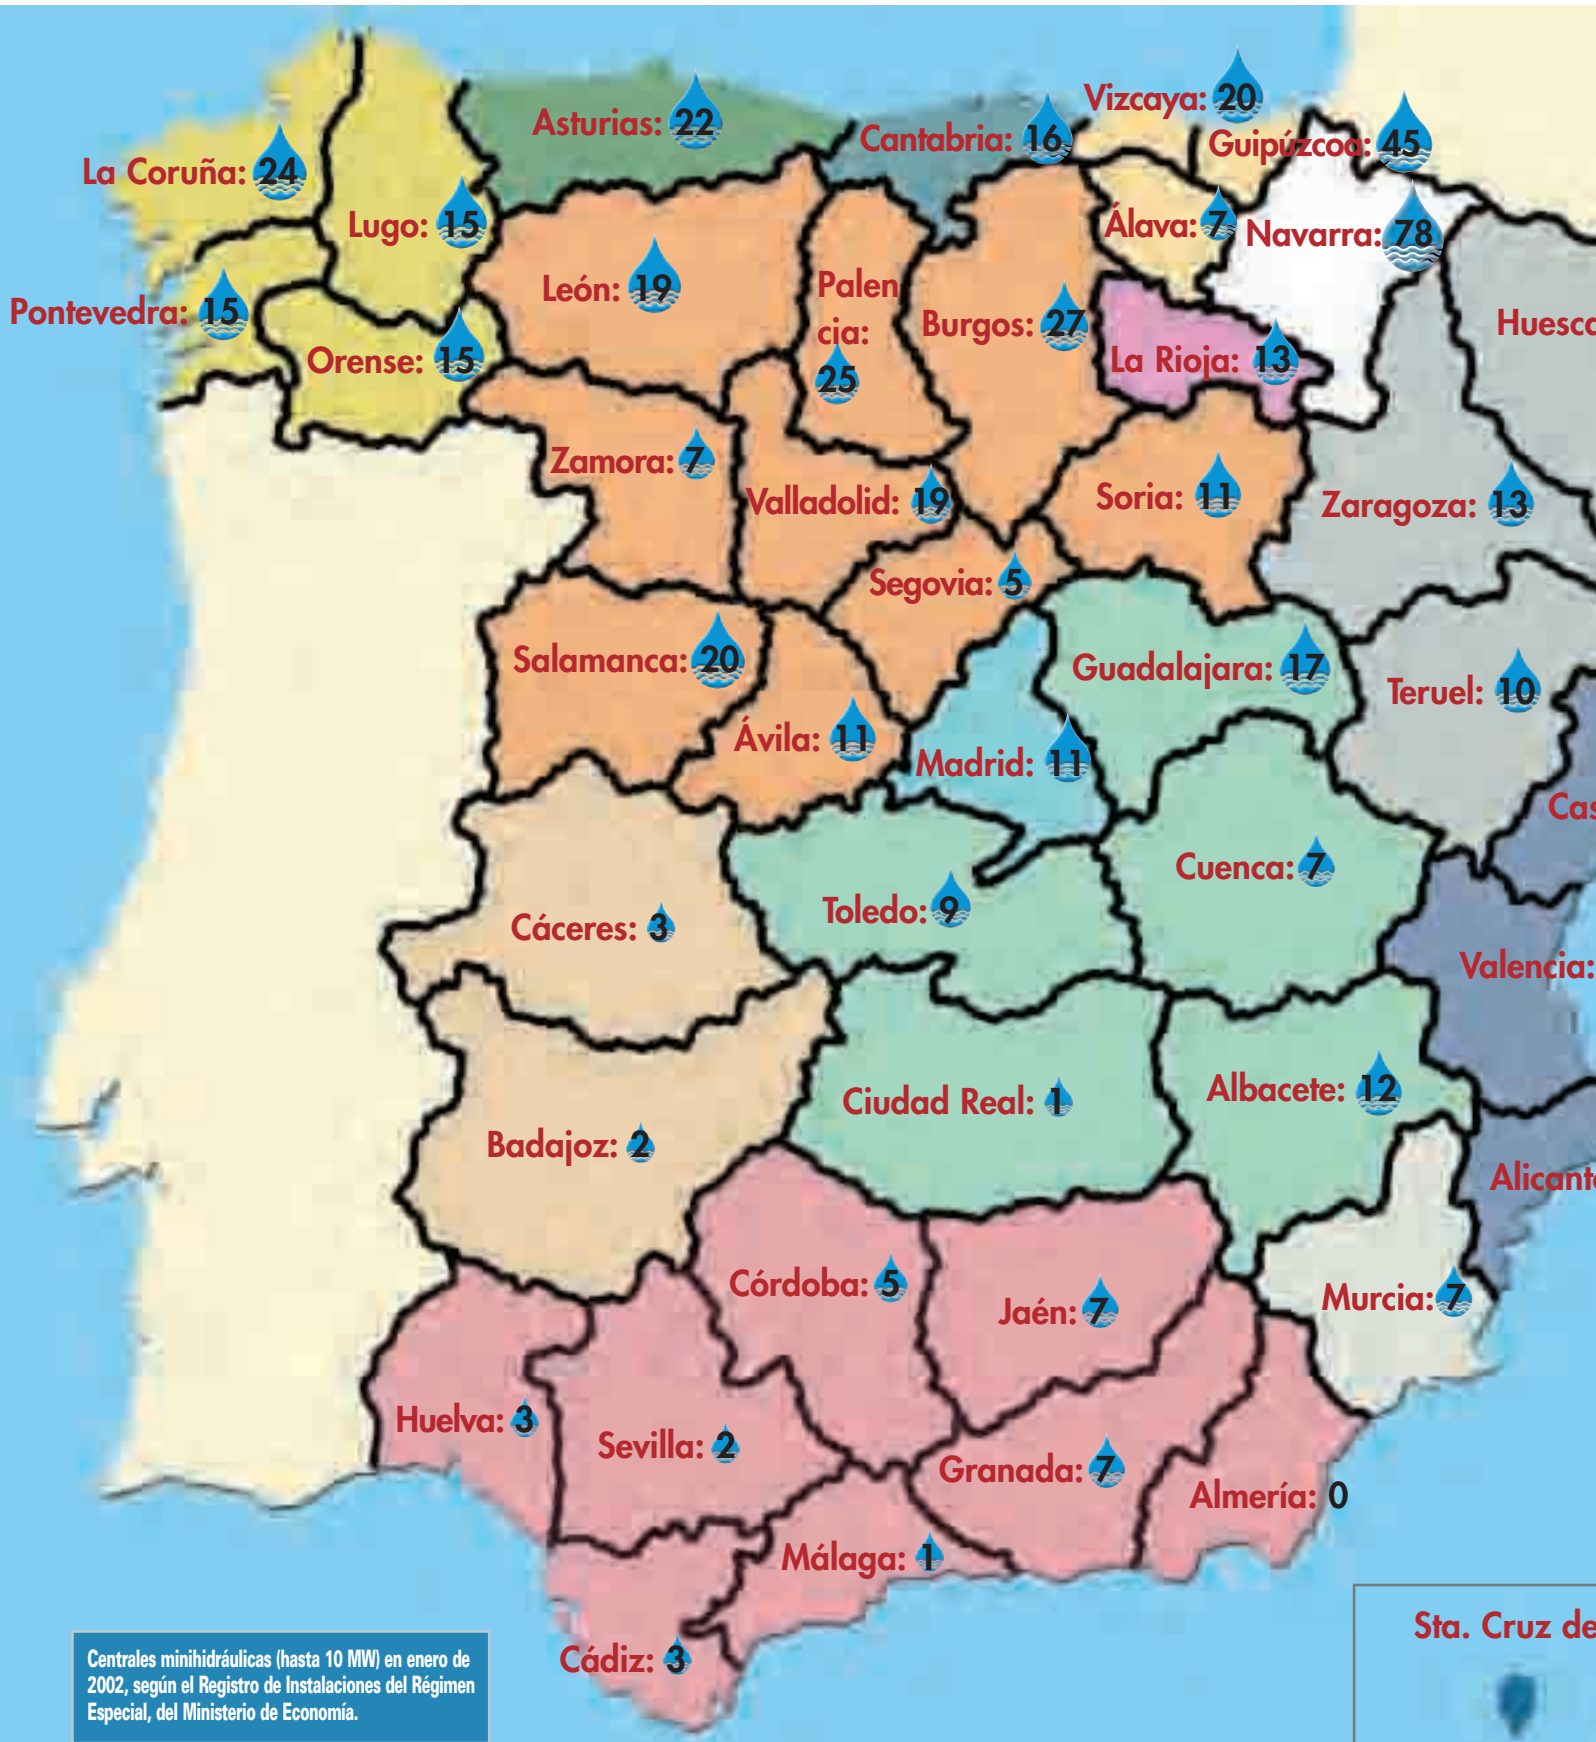 Vizcaya: 20
Asturias: 22
Cantabria: 16
Guipúzcoa: 45
La Coruña: 24
Lugo: 15
Álava: 7
Navarra: 78
León: 19
Palen
cia:
25
Pontevedra: 15
Burgos: 27
Huesca
Orense: 15
La Rioja: 13
Zamora: 7
Valladolid: 19
Soria: 11
Zaragoza: 13
Segovia: 5
Salamanca: 20
Guadalajara: 17
Teruel: 10
Ávila: 11
Madrid: 11
Cas
Cuenca: 7
Toledo: 9
Cáceres: 3
Valencia:
Ciudad Real: 1
Albacete: 12
Badajoz: 2
Alicante
Córdoba: 5
Jaén: 7
Murcia: 7
Huelva: 3
Sevilla: 2
Granada: 7
Almería: 0
Málaga: 1
Cádiz: 3
Sta. Cruz de
Centrales minihidráulicas (hasta 10 MW) en enero de
2002, según el Registro de Instalaciones del Régimen
Especial, del Ministerio de Economía.